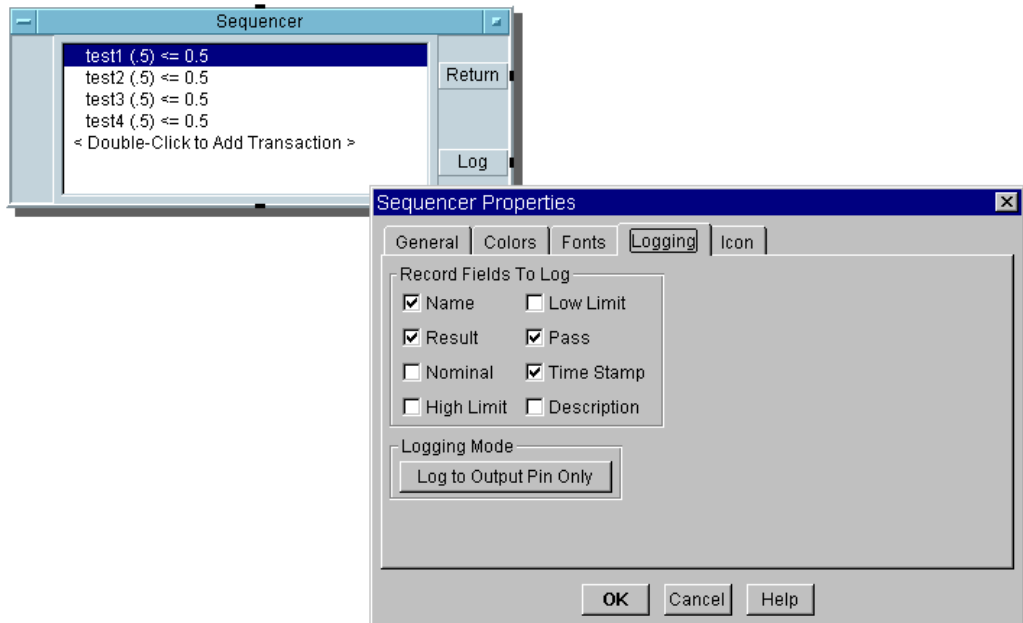 Sequencer
test1 (.5) <= 0.5
test2 (.5) <= 0.5
test3 (.5) <= 0.5
test4 (.5) <= 0.5
< Double-Click to Add Transaction >
Return
Log
Sequencer Properties
General Colors Fonts Logging Icon
Record Fields To Log
Name Low Limit
Result Pass
Nominal Time Stamp
High Limit Description
Logging Mode
Log to Output Pin Only
OK Cancel Help